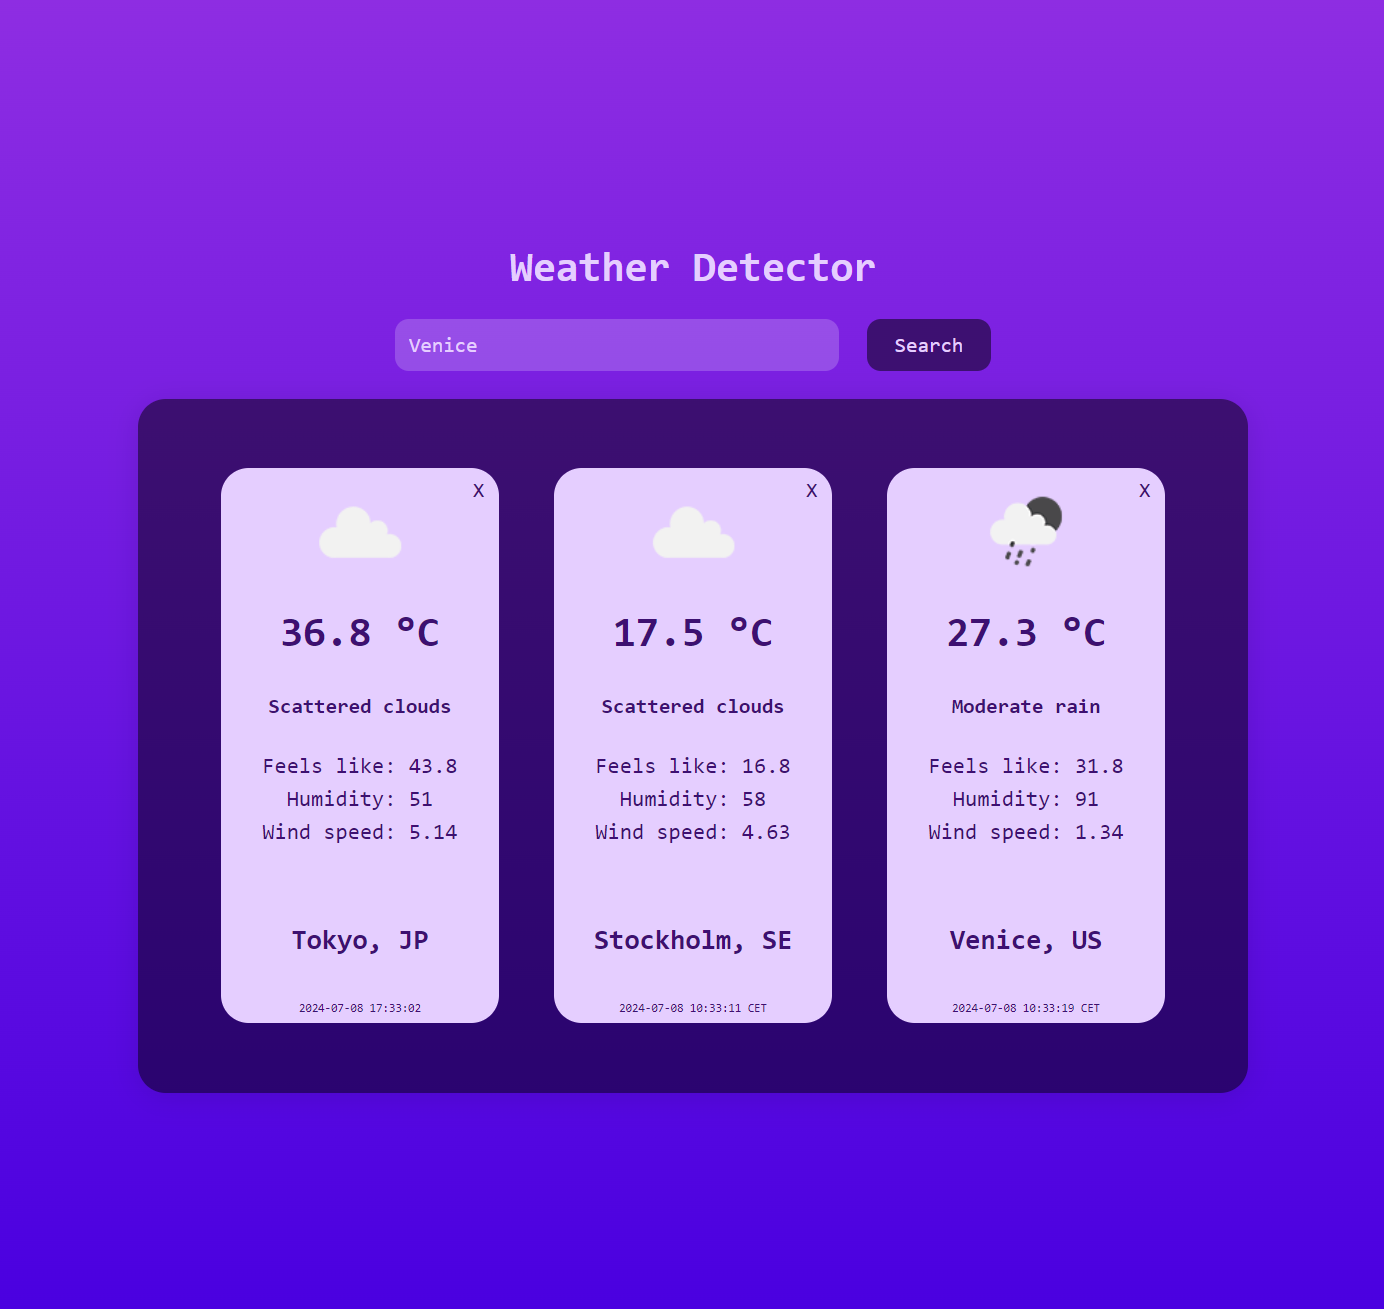 Weather Detector
Venice
Search
X
36.8 °C
Scattered clouds
Feels like: 43.8
Humidity: 51
Wind speed: 5.14
Tokyo, JP
2024-07-08 17:33:02
X
17.5 °C
Scattered clouds
Feels like: 16.8
Humidity: 58
Wind speed: 4.63
Stockholm, SE
2024-07-08 10:33:11 CET
X
27.3 °C
Moderate rain
Feels like: 31.8
Humidity: 91
Wind speed: 1.34
Venice, US
2024-07-08 10:33:19 CET